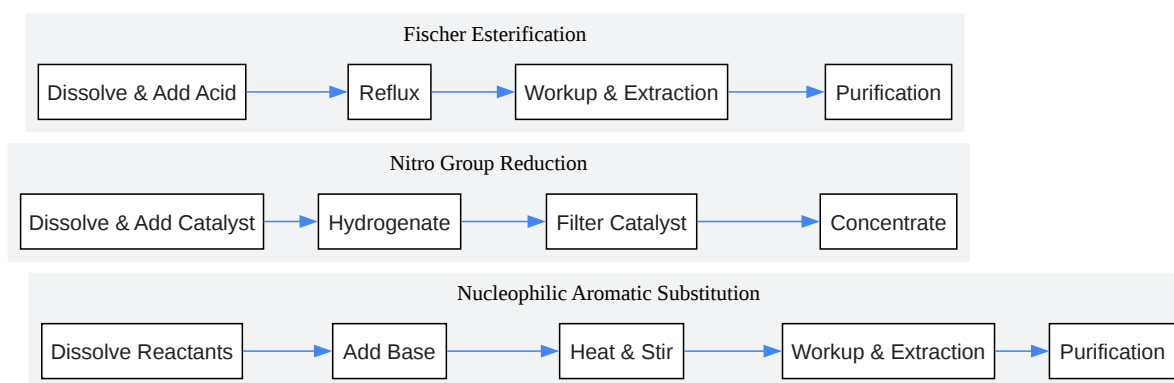 Fischer Esterification
Dissolve & Add Acid
Reflux
Workup & Extraction
Purification
Nitro Group Reduction
Dissolve & Add Catalyst
Hydrogenate
Filter Catalyst
Concentrate
Nucleophilic Aromatic Substitution
Dissolve Reactants
Add Base
Heat & Stir
Workup & Extraction
Purification